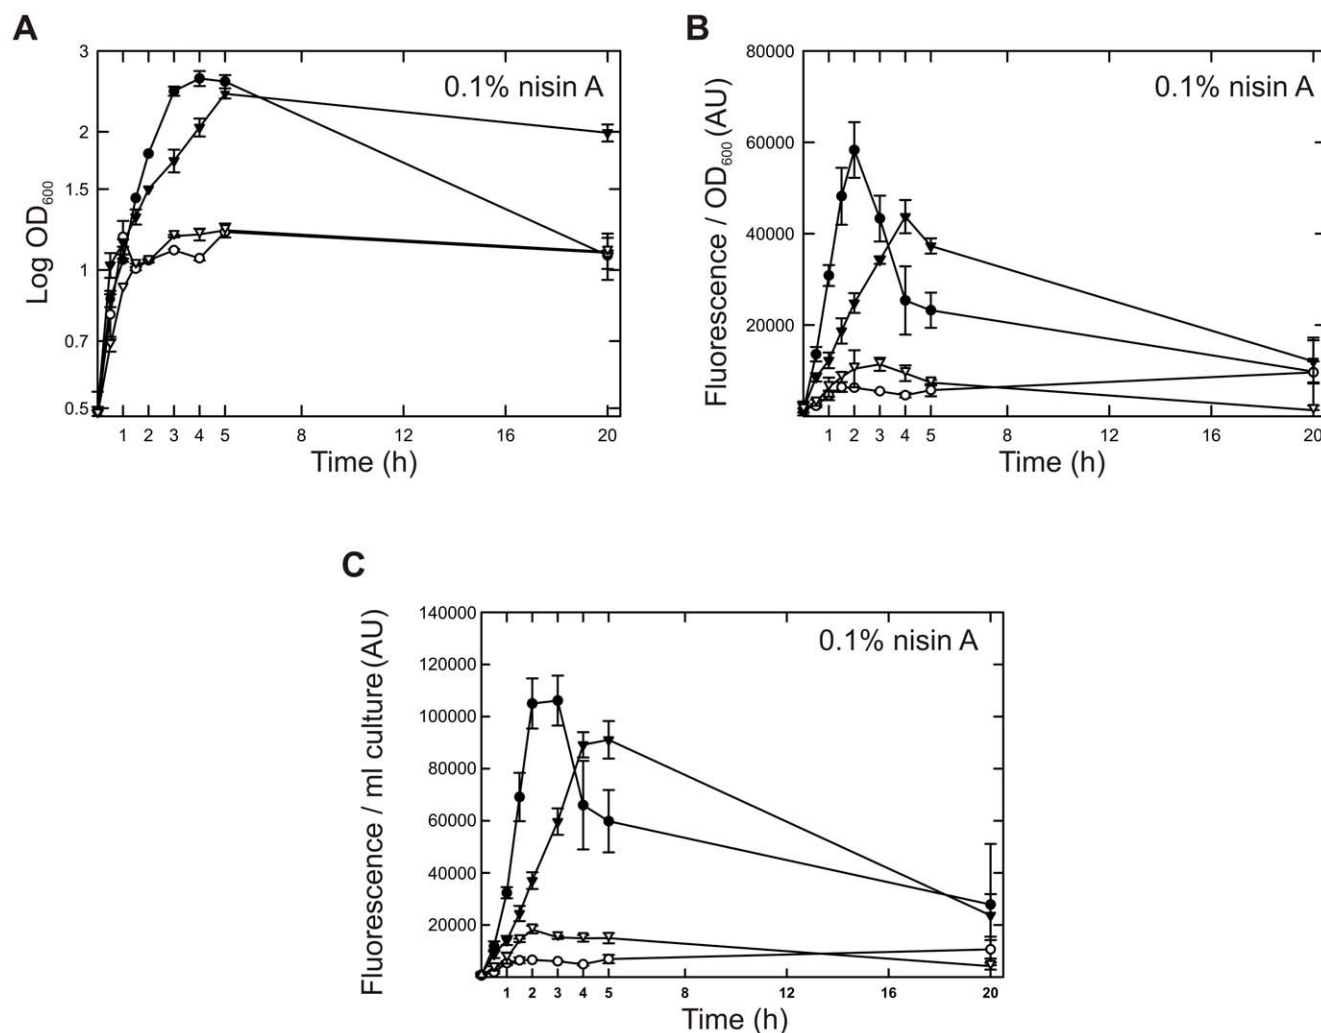 A
3
2
1.5
1
0.7
0.5
Log OD600
0.1% nisin A
1 2 3 4 5 8 12 16 20
Time (h)
B
80000
60000
40000
20000
Fluorescence / OD600 (AU)
0.1% nisin A
1 2 3 4 5 8 12 16 20
Time (h)
C
140000
120000
100000
80000
60000
40000
20000
0
Fluorescence / ml culture (AU)
0.1% nisin A
1 2 3 4 5 8 12 20
Time (h)